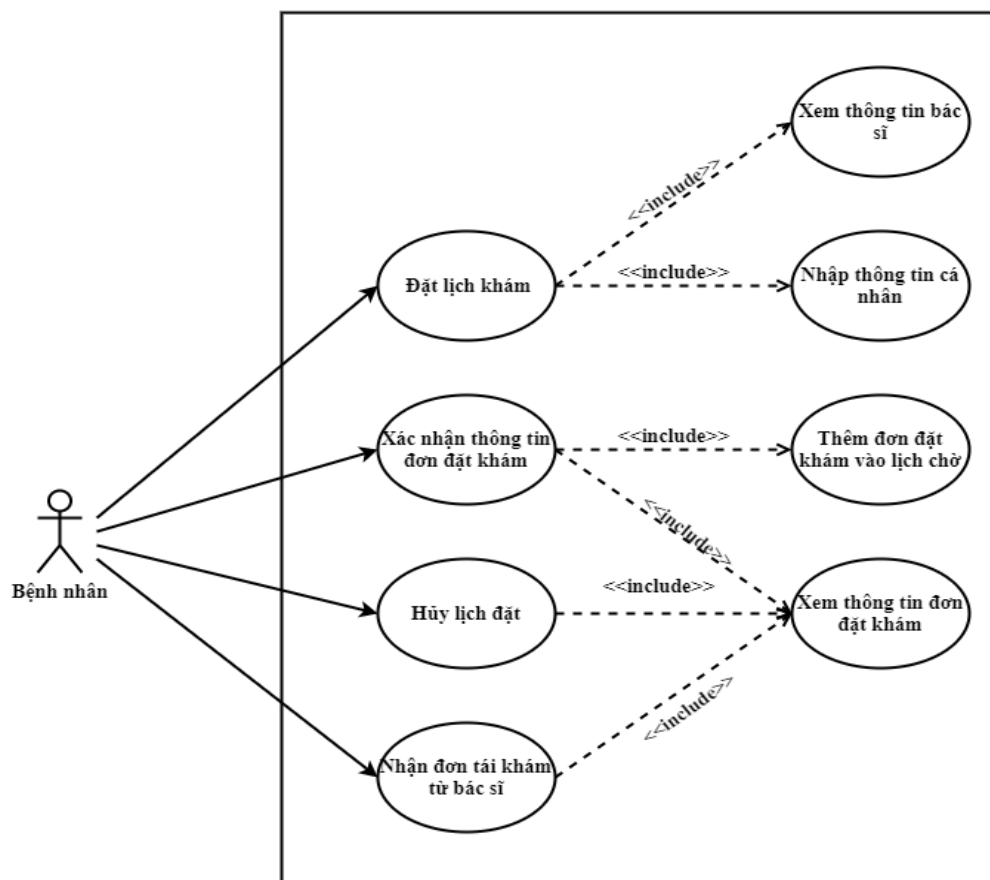 Xem thông tin bác
sĩ
<<include>>
Đặt lịch khám
<<include>>
Nhập thông tin cá
nhân
Xác nhận thông tin
đơn đặt khám
<<include>>
Thêm đơn đặt
khám vào lịch chờ
<<include>>
Bệnh nhân
Hủy lịch đặt
<<include>>
Xem thông tin đơn
đặt khám
<<include>>
Nhận đơn tái khám
từ bác sĩ